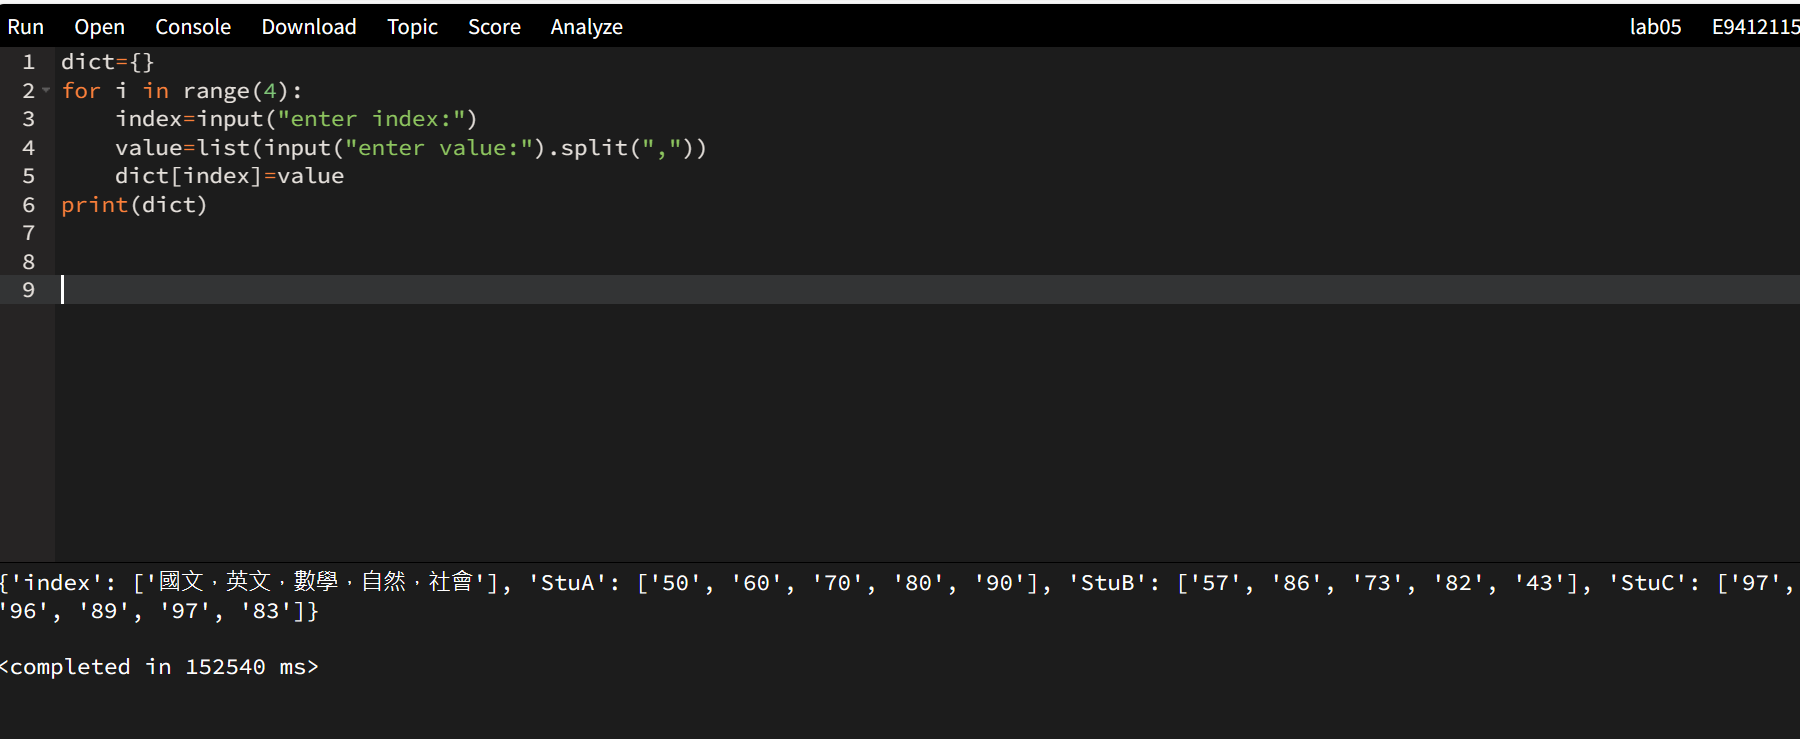 Run Open Console Download Topic Score Analyze lab05 E9412115
1 dict={}
2 for i in range(4):
3 index=input("enter index:")
4 value=list(input("enter value:").split(","))
5 dict[index]=value
6 print(dict)
7
8
9
{'index': ['國文，英文，數學，自然，社會'], 'StuA': ['50', '60', '70', '80', '90'], 'StuB': ['57', '86', '73', '82', '43'], 'StuC': ['97',
'96', '89', '97', '83']}
<completed in 152540 ms>